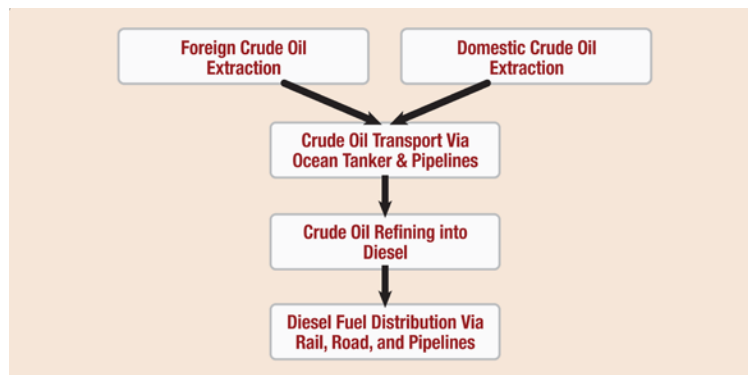 Foreign Crude Oil
Extraction
Domestic Crude Oil
Extraction
Crude Oil Transport Via
Ocean Tanker & Pipelines
Crude Oil Refining into
Diesel
Diesel Fuel Distribution Via
Rail, Road, and Pipelines